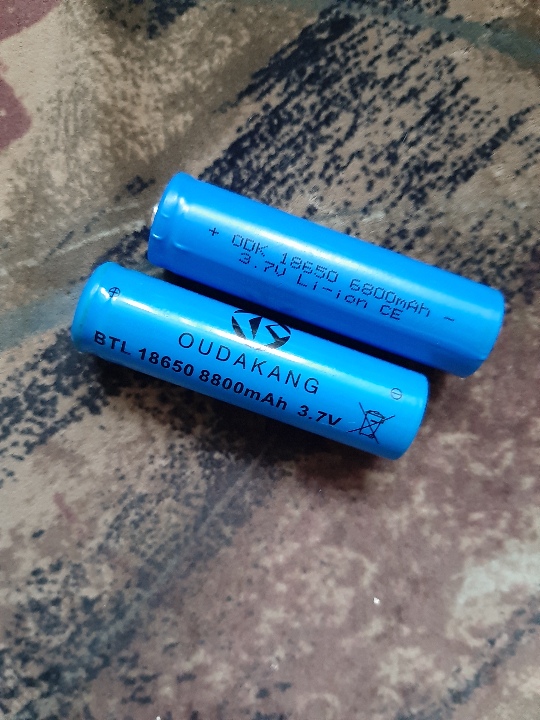 + ODK 18650 6800mAh -
3.7V Li-ion CE
+
OUDAKANG
-
BTL 18650 8800mAh 3.7V